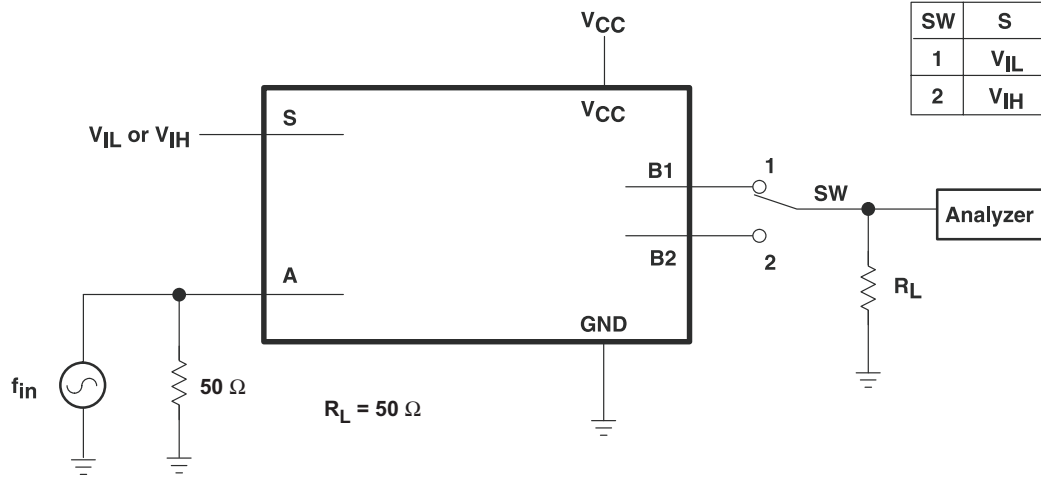 VCC
SW S
1 VIL
2 VIH
VCC
S
VIL or VIH
B1
1
SW
Analyzer
B2
2
A
RL
GND
fin
50 Ω
RL = 50 Ω